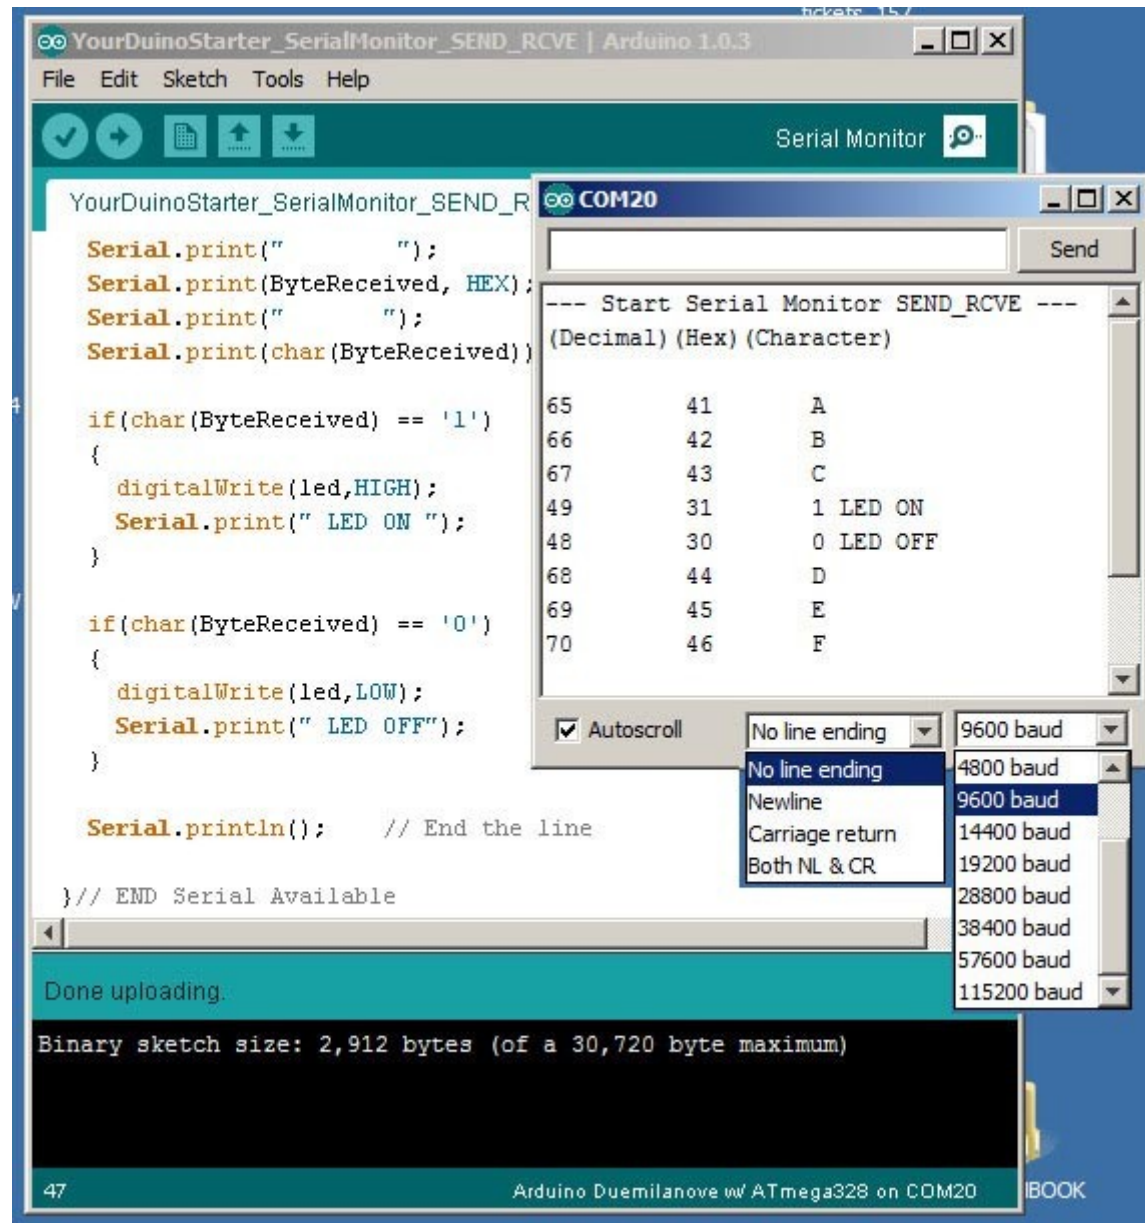 tickets 157
YourDuinoStarter_SerialMonitor_SEND_RCVE | Arduino 1.0.3
File Edit Sketch Tools Help
Serial Monitor
YourDuinoStarter_SerialMonitor_SEND_R
Serial.print("        ");
Serial.print(ByteReceived, HEX);
Serial.print("       ");
Serial.print(char(ByteReceived))
if(char(ByteReceived) == '1')
{
digitalWrite(led,HIGH);
Serial.print(" LED ON ");
}
if(char(ByteReceived) == '0')
{
digitalWrite(led,LOW);
Serial.print(" LED OFF");
}
Serial.println();    // End the line
}// END Serial Available
COM20
Send
--- Start Serial Monitor SEND_RCVE ---
(Decimal)(Hex)(Character)
65 41 A
66 42 B
67 43 C
49 31 1 LED ON
48 30 0 LED OFF
68 44 D
69 45 E
70 46 F
Autoscroll No line ending 9600 baud
No line ending
Newline
Carriage return
Both NL & CR
4800 baud
9600 baud
14400 baud
19200 baud
28800 baud
38400 baud
57600 baud
115200 baud
Done uploading.
Binary sketch size: 2,912 bytes (of a 30,720 byte maximum)
47 Arduino Duemilanove w/ ATmega328 on COM20
IBOOK